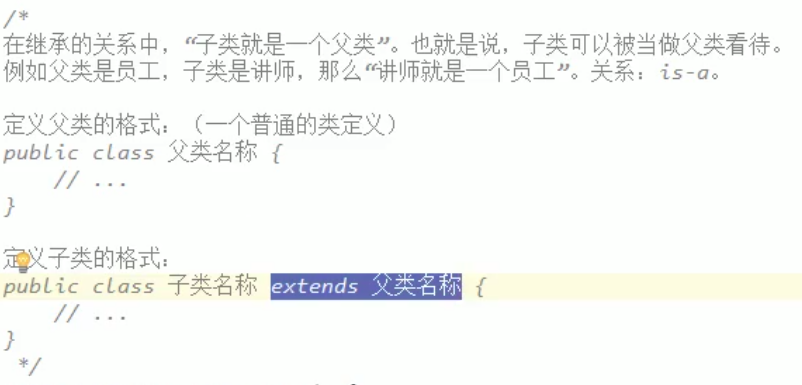 /*
在继承的关系中，“子类就是一个父类”。也就是说，子类可以被当做父类看待。
例如父类是员工，子类是讲师，那么“讲师就是一个员工”。关系：is-a。
定义父类的格式：（一个普通的类定义）
public class 父类名称 {
// ...
}
定义子类的格式：
public class 子类名称 extends 父类名称 {
// ...
}
*/